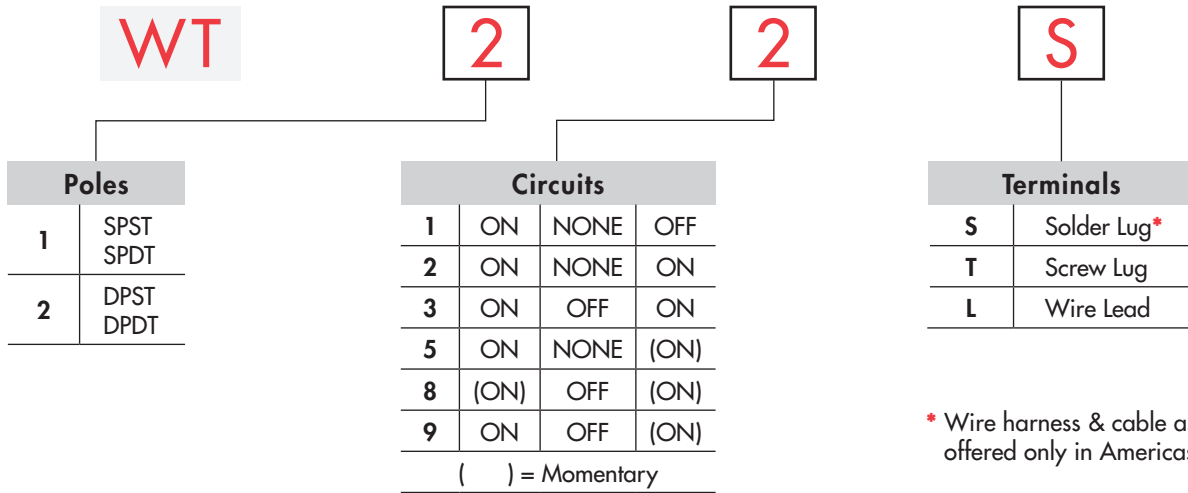 WT 2 2 S
Poles
1 SPST
SPDT
2 DPST
DPDT
Circuits
1 ON NONE OFF
2 ON NONE ON
3 ON OFF ON
5 ON NONE (ON)
8 (ON) OFF (ON)
9 ON OFF (ON)
( ) = Momentary
Terminals
S Solder Lug*
T Screw Lug
L Wire Lead
* Wire harness & cable
offered only in Americas